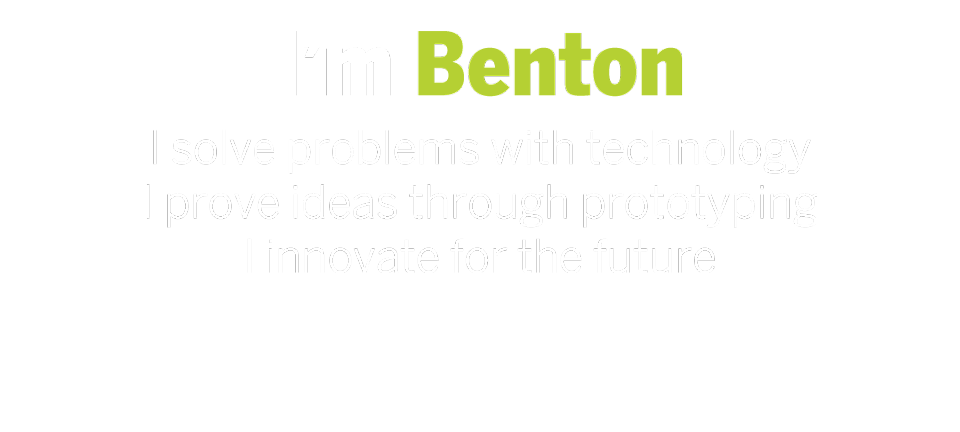 I'm Benton
I solve problems with technology
I prove ideas through prototyping
I innovate for the future